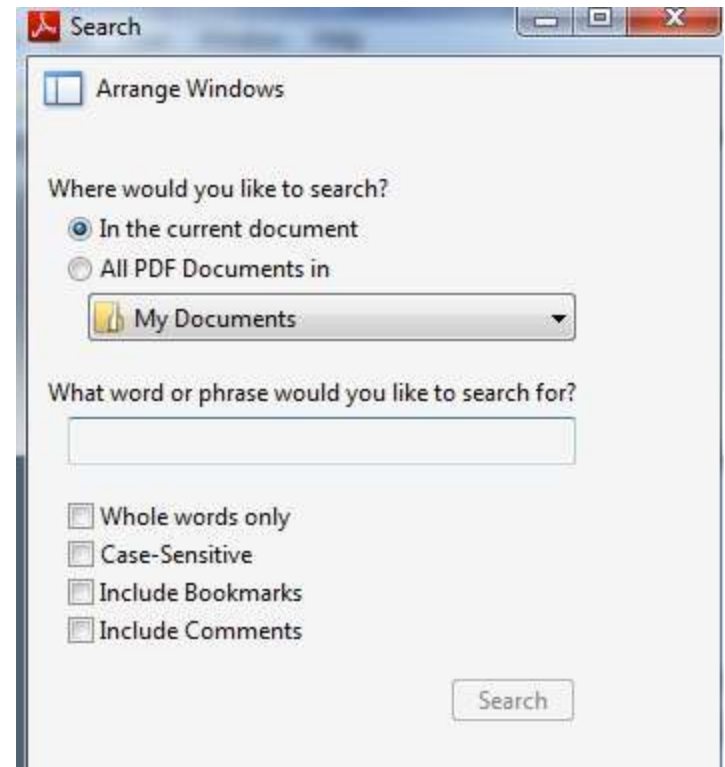 Search
Arrange Windows
Where would you like to search?
In the current document
All PDF Documents in
My Documents
What word or phrase would you like to search for?
Whole words only
Case-Sensitive
Include Bookmarks
Include Comments
Search